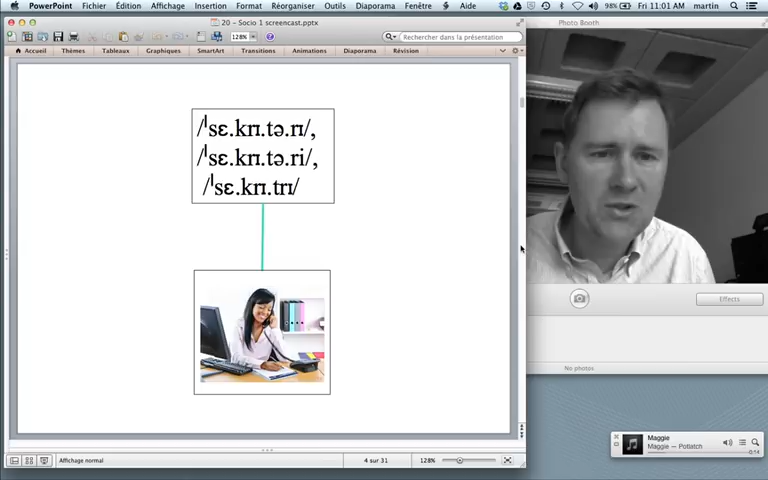 PowerPoint Fichier Édition Affichage Insertion Format Réorganiser Outils Diaporama Fenêtre Aide 98% Fri 11:01 AM martin
20 – Socio 1 screencast.pptx
Photo Booth
128%
Rechercher dans la présentation
Accueil Thèmes Tableaux Graphiques SmartArt Transitions Animations Diaporama Révision
/ˈsɛ.krɪ.tə.rɪ/,
/ˈsɛ.krɪ.tə.ri/,
/ˈsɛ.krɪ.trɪ/
Effects
No photos
Maggie
Maggie — Potlatch
-0:14
Affichage normal 4 sur 31 128%